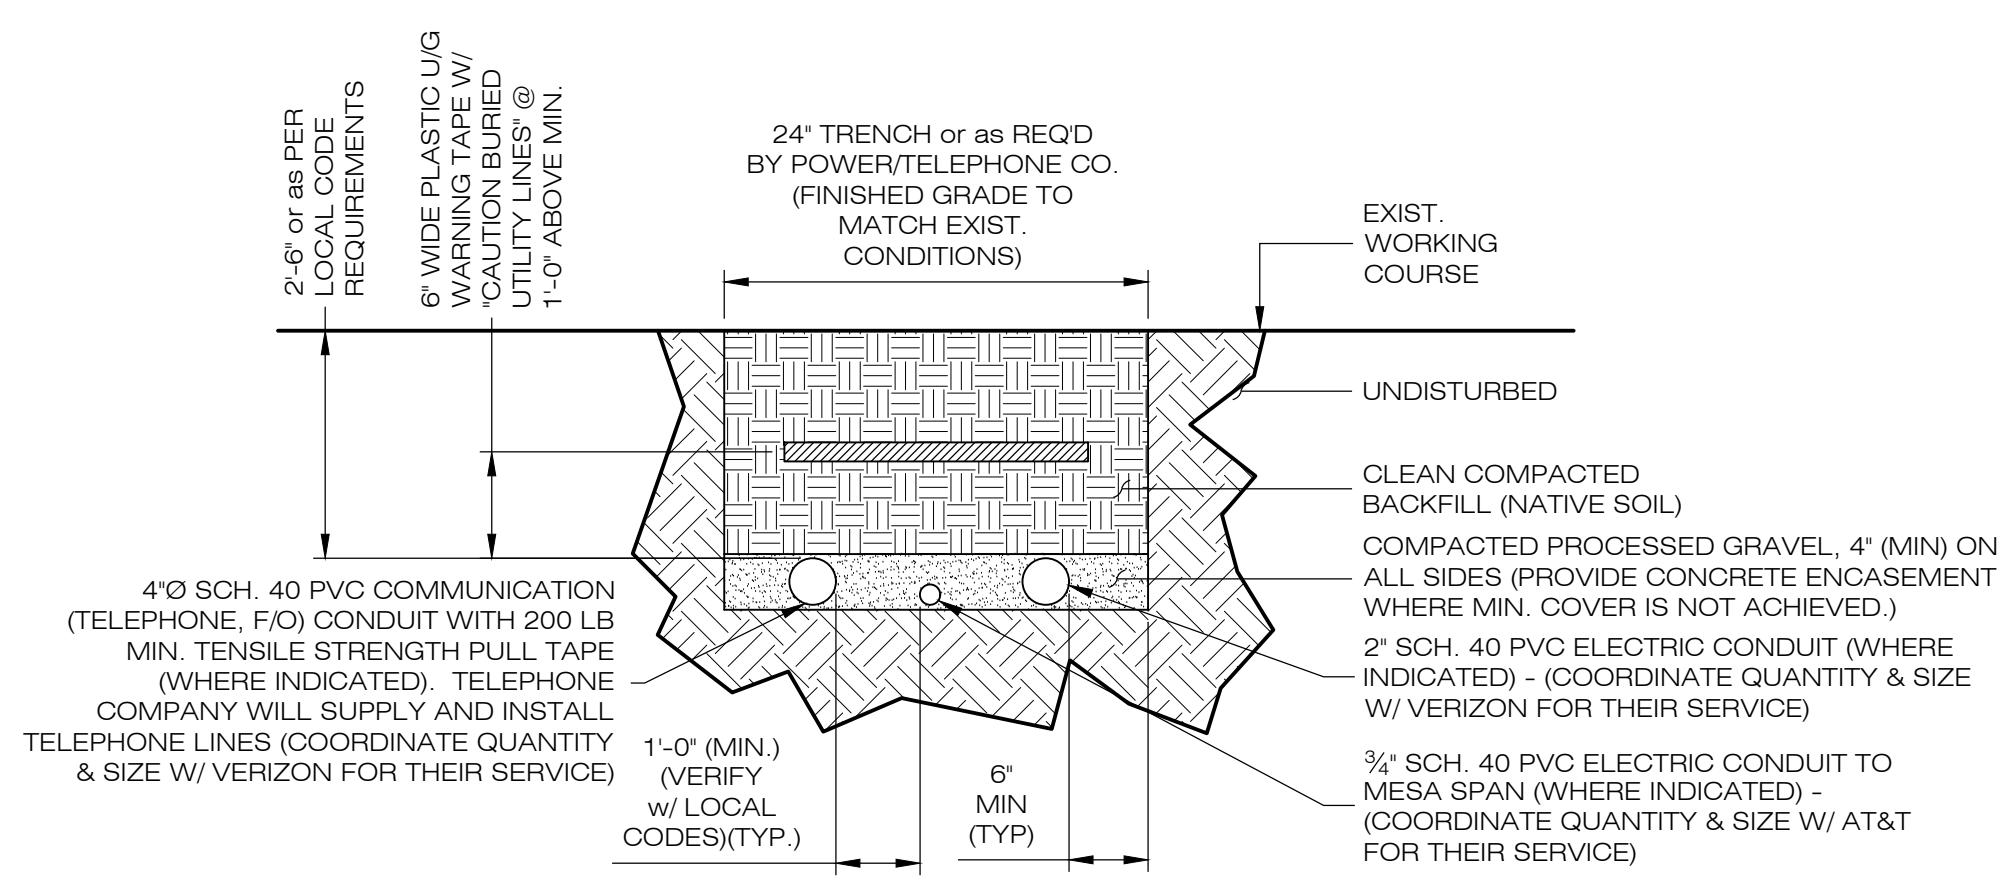 2'-6" or as PER
LOCAL CODE
REQUIREMENTS
6" WIDE PLASTIC U/G
WARNING TAPE W/
"CAUTION BURIED
UTILITY LINES" @
1'-0" ABOVE MIN.
24" TRENCH or as REQ'D
BY POWER/TELEPHONE CO.
(FINISHED GRADE TO
MATCH EXIST.
CONDITIONS)
EXIST.
WORKING
COURSE
UNDISTURBED
CLEAN COMPACTED
BACKFILL (NATIVE SOIL)
COMPACTED PROCESSED GRAVEL, 4" (MIN) ON
ALL SIDES (PROVIDE CONCRETE ENCASEMENT
WHERE MIN. COVER IS NOT ACHIEVED.)
2" SCH. 40 PVC ELECTRIC CONDUIT (WHERE
INDICATED) - (COORDINATE QUANTITY & SIZE
W/ VERIZON FOR THEIR SERVICE)
¾" SCH. 40 PVC ELECTRIC CONDUIT TO
MESA SPAN (WHERE INDICATED) -
(COORDINATE QUANTITY & SIZE W/ AT&T
FOR THEIR SERVICE)
4"Ø SCH. 40 PVC COMMUNICATION
(TELEPHONE, F/O) CONDUIT WITH 200 LB
MIN. TENSILE STRENGTH PULL TAPE
(WHERE INDICATED). TELEPHONE
COMPANY WILL SUPPLY AND INSTALL
TELEPHONE LINES (COORDINATE QUANTITY
& SIZE W/ VERIZON FOR THEIR SERVICE)
1'-0" (MIN.)
(VERIFY
w/ LOCAL
CODES)(TYP.)
6"
MIN
(TYP)